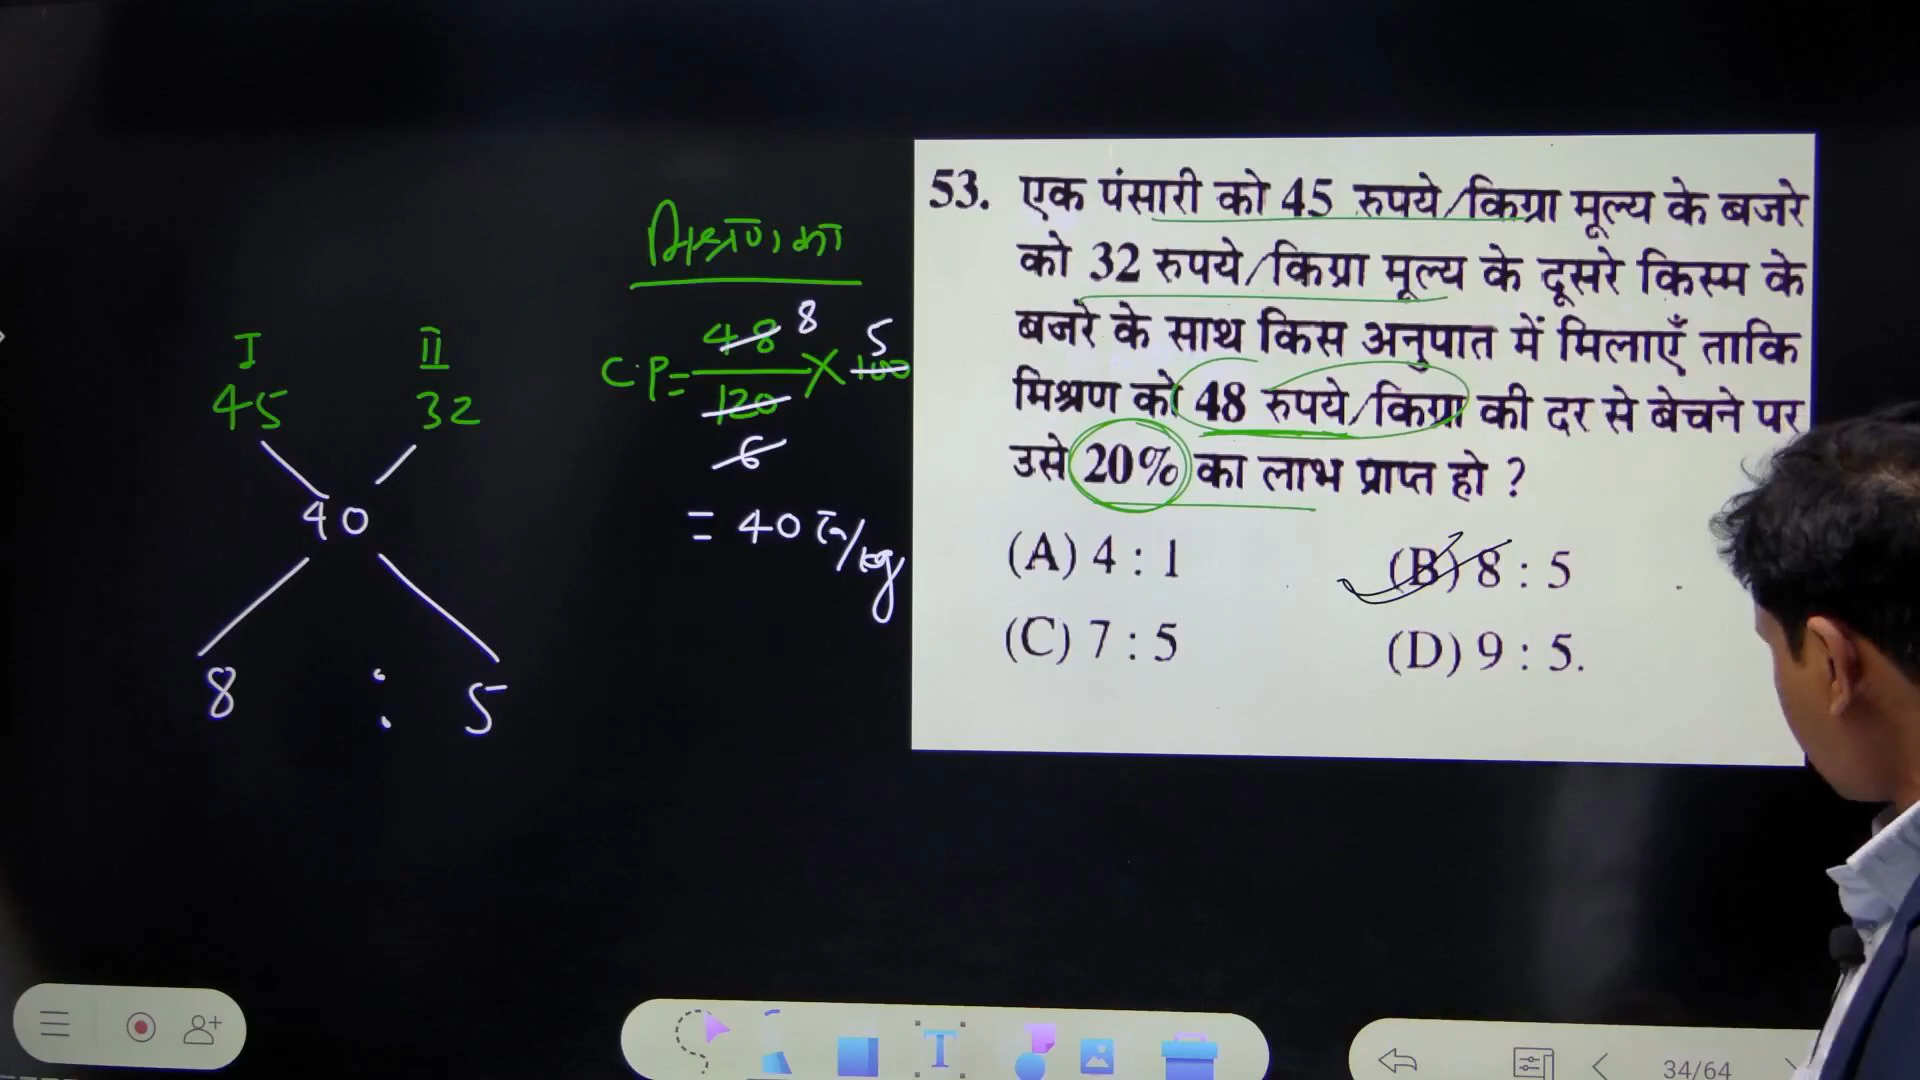 53. एक पंसारी को 45 रुपये/किग्रा मूल्य के बजरे
को 32 रुपये/किग्रा मूल्य के दूसरे किस्म के
बजरे के साथ किस अनुपात में मिलाएँ ताकि
मिश्रण को 48 रुपये/किग्रा की दर से बेचने पर
उसे 20% का लाभ प्राप्त हो ?
(A) 4 : 1
(B) 8 : 5
(C) 7 : 5
(D) 9 : 5.
मिश्रण का
C.P = 48 8 5
120 × 100
6
= 40 रु/kg
I II
45 32
40
8 : 5
T
34/64